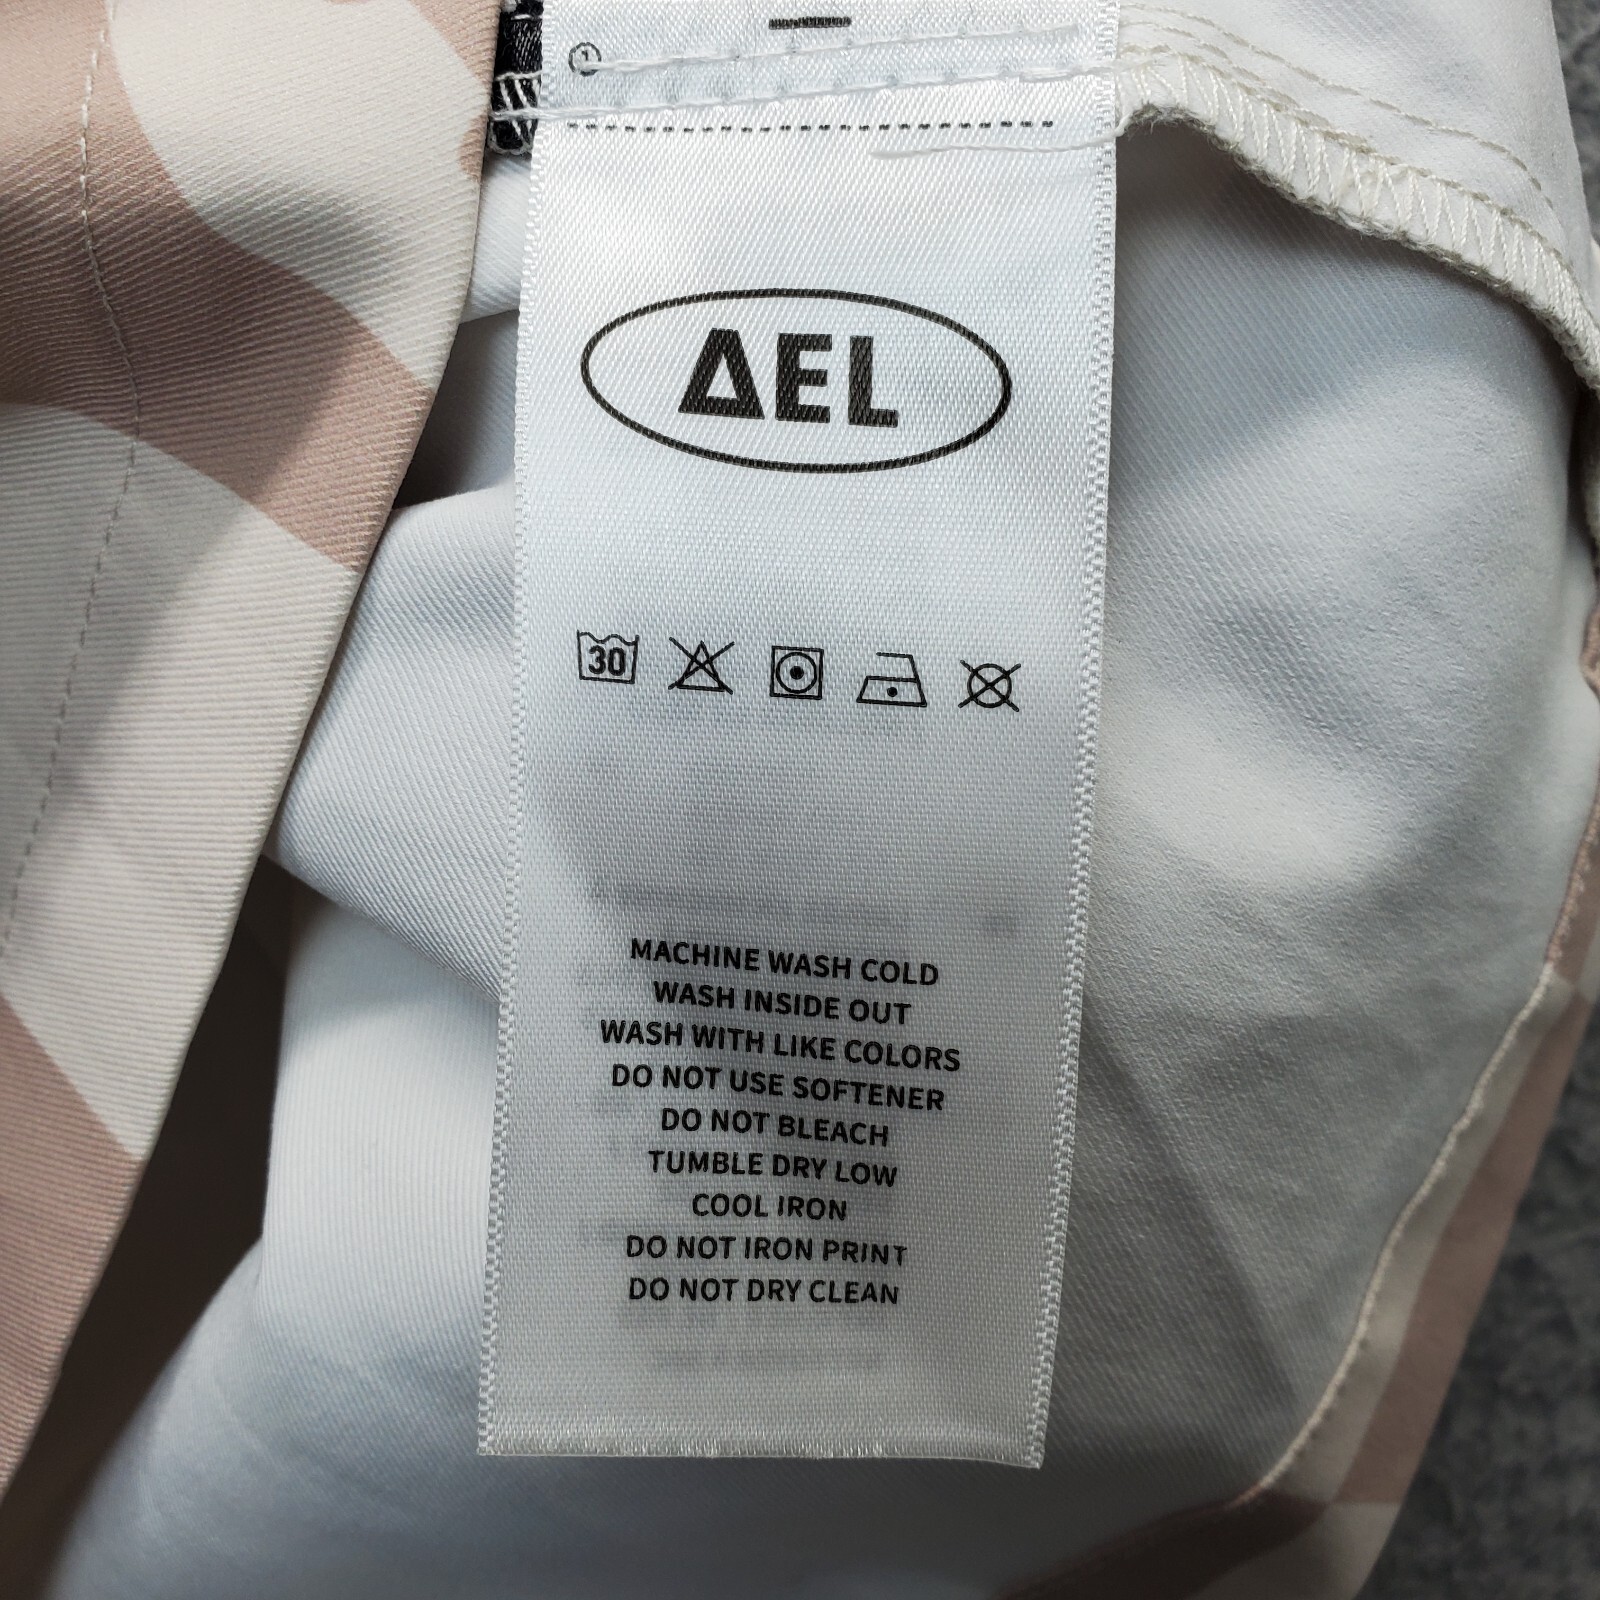 1
ΔEL
30
MACHINE WASH COLD
WASH INSIDE OUT
WASH WITH LIKE COLORS
DO NOT USE SOFTENER
DO NOT BLEACH
TUMBLE DRY LOW
COOL IRON
DO NOT IRON PRINT
DO NOT DRY CLEAN